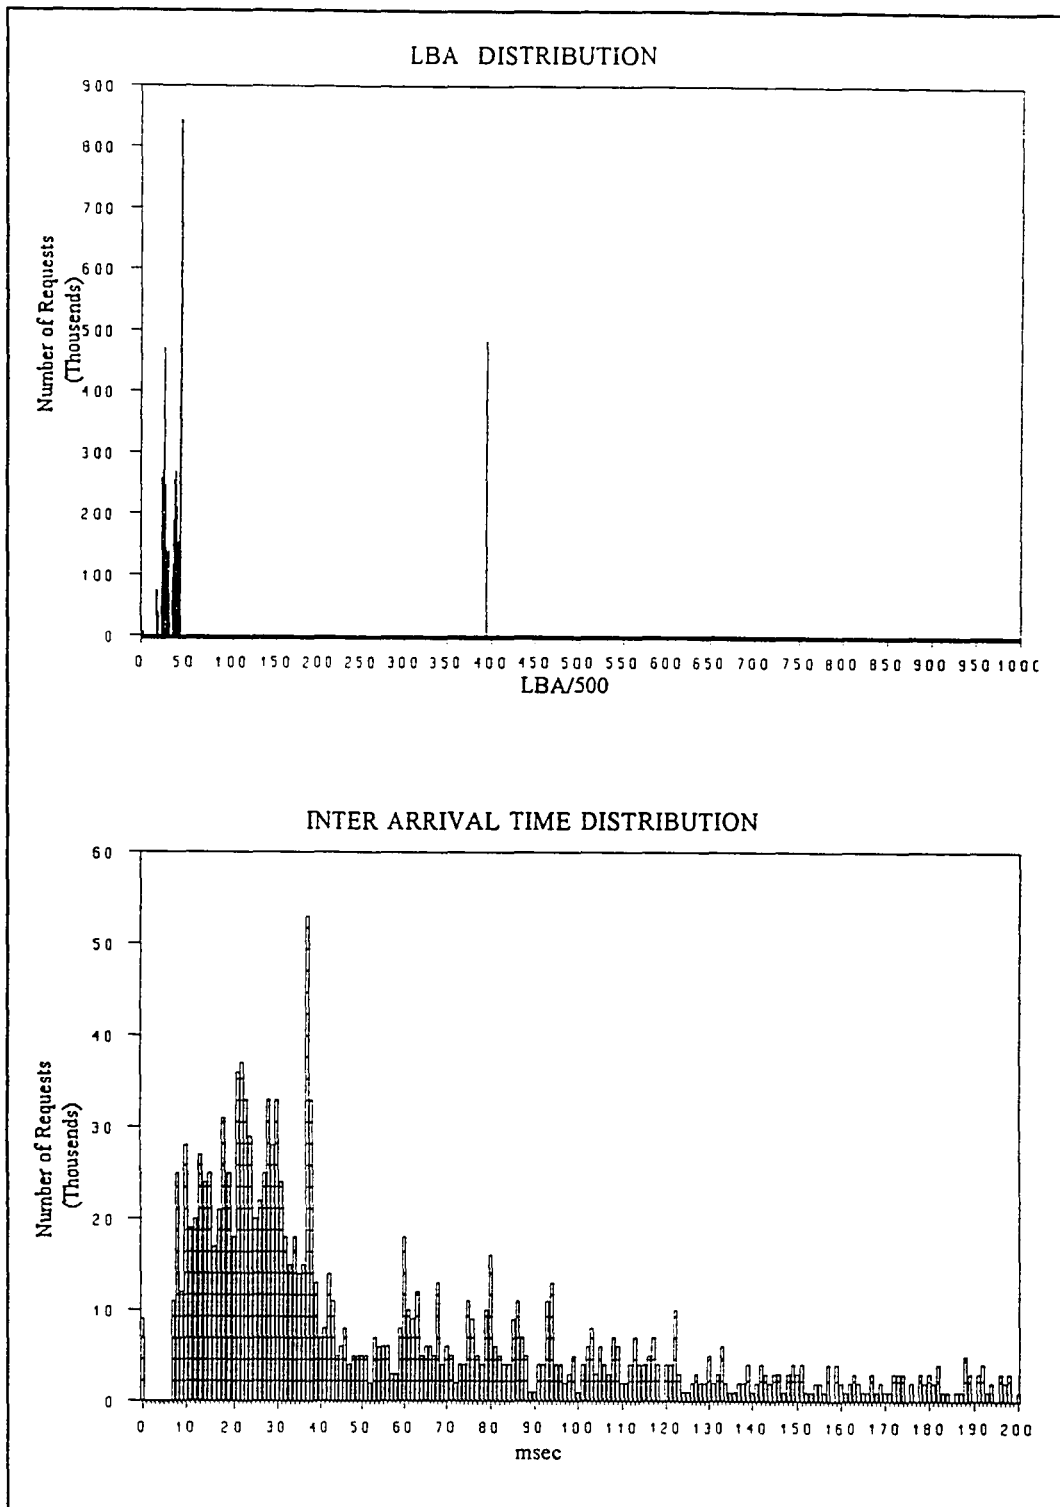 LBA DISTRIBUTION
900
800
700
600
500
400
300
200
100
0
Number of Requests
(Thousends)
0 50 100 150 200 250 300 350 400 450 500 550 600 650 700 750 800 850 900 950 1000
LBA/500
INTER ARRIVAL TIME DISTRIBUTION
60
50
40
30
20
10
0
Number of Requests
(Thousends)
0 10 20 30 40 50 60 70 80 90 100 110 120 130 140 150 160 170 180 190 200
msec